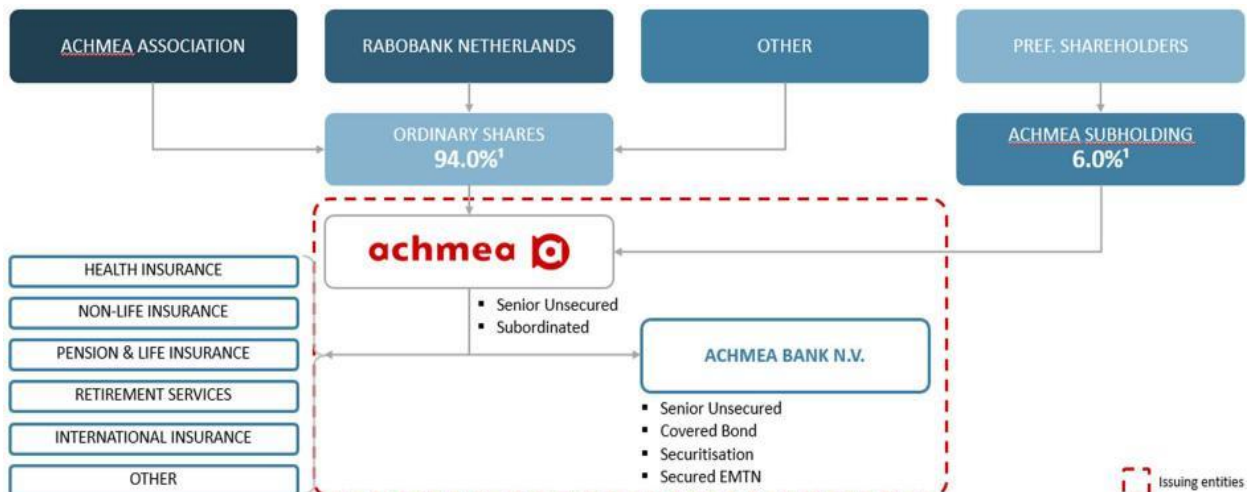 ACHMEA ASSOCIATION
RABOBANK NETHERLANDS
OTHER
PREF. SHAREHOLDERS
ORDINARY SHARES
94.0%¹
ACHMEA SUBHOLDING
6.0%¹
achmea
HEALTH INSURANCE
NON-LIFE INSURANCE
PENSION & LIFE INSURANCE
RETIREMENT SERVICES
INTERNATIONAL INSURANCE
OTHER
▪ Senior Unsecured
▪ Subordinated
ACHMEA BANK N.V.
▪ Senior Unsecured
▪ Covered Bond
▪ Securitisation
▪ Secured EMTN
Issuing entities